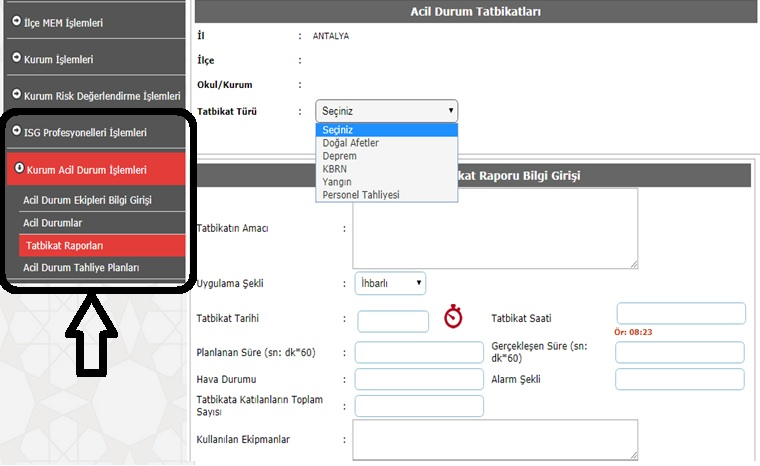 İlçe MEM İşlemleri
Kurum İşlemleri
Kurum Risk Değerlendirme İşlemleri
ISG Profesyonelleri İşlemleri
Kurum Acil Durum İşlemleri
Acil Durum Ekipleri Bilgi Girişi
Acil Durumlar
Tatbikat Raporları
Acil Durum Tahliye Planları
Acil Durum Tatbikatları
İl : ANTALYA
İlçe :
Okul/Kurum :
Tatbikat Türü : Seçiniz
Seçiniz
Doğal Afetler
Deprem
KBRN
Yangın
Personel Tahliyesi
kat Raporu Bilgi Girişi
Tatbikatın Amacı :
Uygulama Şekli : İhbarlı
Tatbikat Tarihi : Tatbikat Saati :
Ör: 08:23
Planlanan Süre (sn: dk*60) : Gerçekleşen Süre (sn: dk*60) :
Hava Durumu : Alarm Şekli :
Tatbikata Katılanların Toplam Sayısı :
Kullanılan Ekipmanlar :